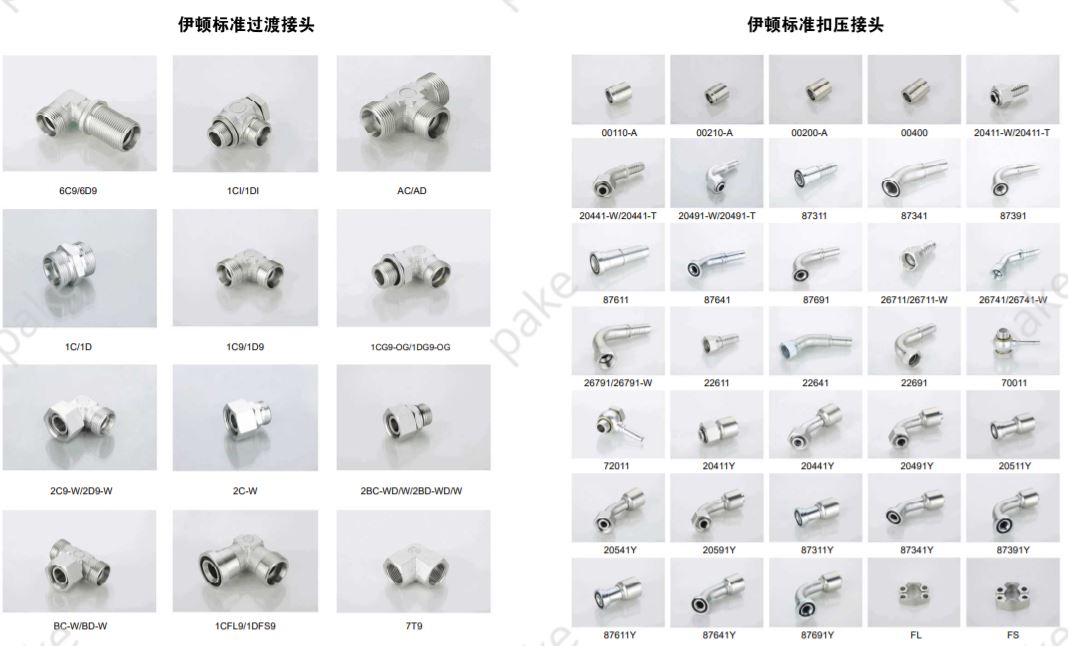 伊顿标准过渡接头
6C9/6D9
1CI/1DI
AC/AD
1C/1D
1C9/1D9
1CG9-OG/1DG9-OG
2C9-W/2D9-W
2C-W
2BC-WD/W/2BD-WD/W
BC-W/BD-W
1CFL9/1DFS9
7T9
伊顿标准扣压接头
00110-A
00210-A
00200-A
00400
20411-W/20411-T
20441-W/20441-T
20491-W/20491-T
87311
87341
87391
87611
87641
87691
26711/26711-W
26741/26741-W
26791/26791-W
22611
22641
22691
70011
72011
20411Y
20441Y
20491Y
20511Y
20541Y
20591Y
87311Y
87341Y
87391Y
87611Y
87641Y
87691Y
FL
FS
pake
pake
pake